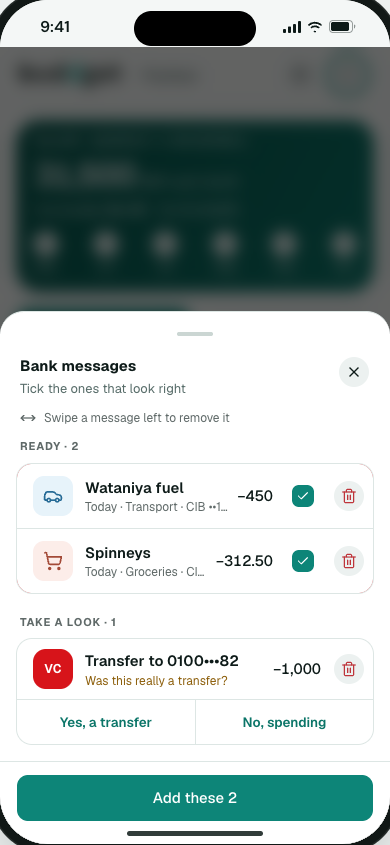 9:41
Bank messages
Tick the ones that look right
Swipe a message left to remove it
READY · 2
Wataniya fuel
−450
Today · Transport · CIB ••1...
Spinneys
−312.50
Today · Groceries · CI...
TAKE A LOOK · 1
VC
Transfer to 0100•••82
−1,000
Was this really a transfer?
Yes, a transfer
No, spending
Add these 2